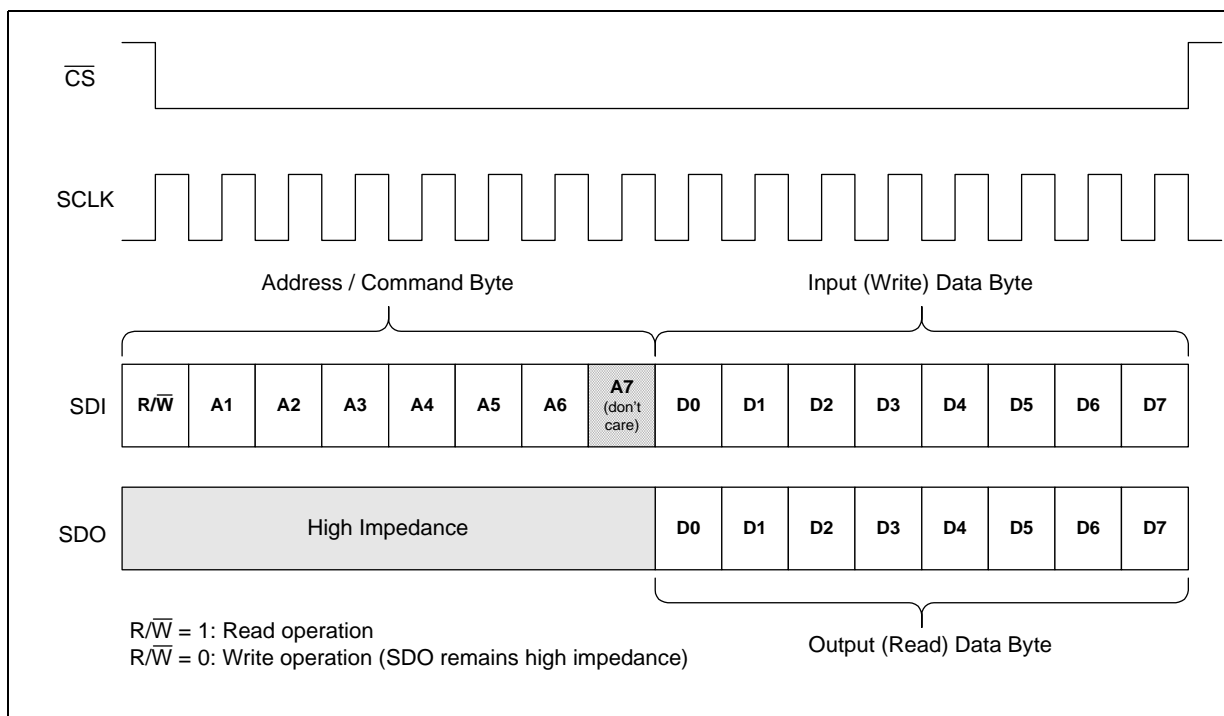 C̅S̅
SCLK
Address / Command Byte
Input (Write) Data Byte
SDI R/W̅ A1 A2 A3 A4 A5 A6 A7 (don't care) D0 D1 D2 D3 D4 D5 D6 D7
SDO High Impedance D0 D1 D2 D3 D4 D5 D6 D7
R/W̅ = 1: Read operation
R/W̅ = 0: Write operation (SDO remains high impedance)
Output (Read) Data Byte